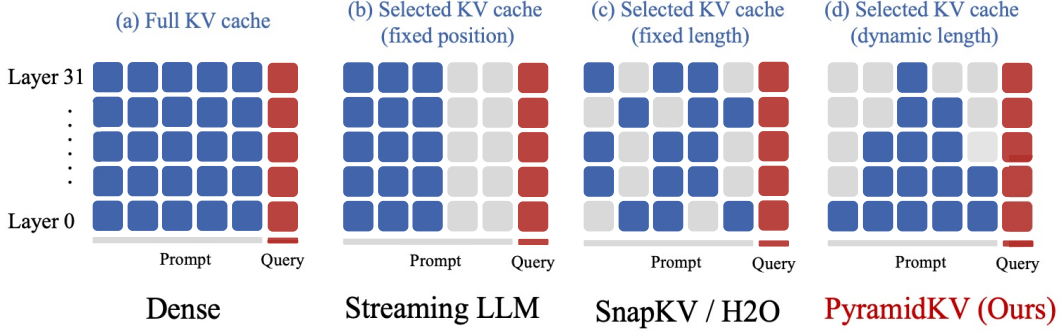 (a) Full KV cache
(b) Selected KV cache
(fixed position)
(c) Selected KV cache
(fixed length)
(d) Selected KV cache
(dynamic length)
Layer 31
Layer 0
Prompt
Query
Prompt
Query
Prompt
Query
Prompt
Query
Dense
Streaming LLM
SnapKV / H2O
PyramidKV (Ours)